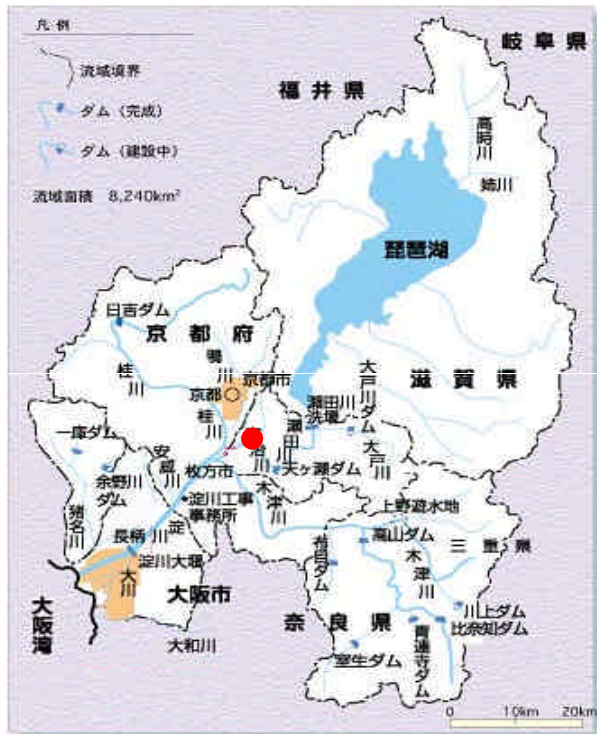 凡例
流域境界
ダム（完成）
ダム（建設中）
流域面積　8,240km²
岐阜県
福井県
高時川
姉川
琵琶湖
日吉ダム
京都府
鴨川
京都
京都市
桂川
桂川
滋賀県
大戸川ダム
瀬田川洗堰
瀬田川
大戸川
天ヶ瀬ダム
一庫ダム
余野川ダム
安威川
枚方市
木津川
淀川工事事務所
猪名川
長柄
淀川
淀川大堰
大川
大阪市
大阪湾
大和川
上野遊水地
高山ダム
三重県
木津川
奈良県
川上ダム
比奈知ダム
青蓮寺ダム
室生ダム
0　10km　20km